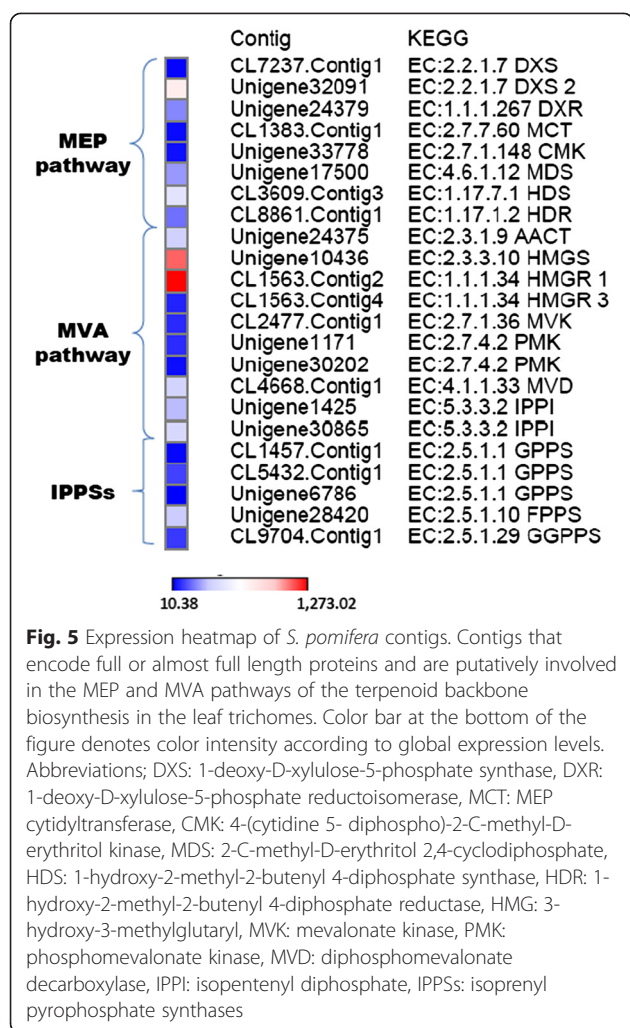 Contig KEGG
CL7237.Contig1 EC:2.2.1.7 DXS
Unigene32091 EC:2.2.1.7 DXS 2
Unigene24379 EC:1.1.1.267 DXR
CL1383.Contig1 EC:2.7.7.60 MCT
Unigene33778 EC:2.7.1.148 CMK
Unigene17500 EC:4.6.1.12 MDS
CL3609.Contig3 EC:1.17.7.1 HDS
CL8861.Contig1 EC:1.17.1.2 HDR
Unigene24375 EC:2.3.1.9 AACT
Unigene10436 EC:2.3.3.10 HMGS
CL1563.Contig2 EC:1.1.1.34 HMGR 1
CL1563.Contig4 EC:1.1.1.34 HMGR 3
CL2477.Contig1 EC:2.7.1.36 MVK
Unigene1171 EC:2.7.4.2 PMK
Unigene30202 EC:2.7.4.2 PMK
CL4668.Contig1 EC:4.1.1.33 MVD
Unigene1425 EC:5.3.3.2 IPPI
Unigene30865 EC:5.3.3.2 IPPI
CL1457.Contig1 EC:2.5.1.1 GPPS
CL5432.Contig1 EC:2.5.1.1 GPPS
Unigene6786 EC:2.5.1.1 GPPS
Unigene28420 EC:2.5.1.10 FPPS
CL9704.Contig1 EC:2.5.1.29 GGPPS
MEP
pathway
MVA
pathway
IPPSs
10.38 1,273.02
Fig. 5 Expression heatmap of S. pomifera contigs. Contigs that
encode full or almost full length proteins and are putatively involved
in the MEP and MVA pathways of the terpenoid backbone
biosynthesis in the leaf trichomes. Color bar at the bottom of the
figure denotes color intensity according to global expression levels.
Abbreviations; DXS: 1-deoxy-D-xylulose-5-phosphate synthase, DXR:
1-deoxy-D-xylulose-5-phosphate reductoisomerase, MCT: MEP
cytidyltransferase, CMK: 4-(cytidine 5- diphospho)-2-C-methyl-D-
erythritol kinase, MDS: 2-C-methyl-D-erythritol 2,4-cyclodiphosphate,
HDS: 1-hydroxy-2-methyl-2-butenyl 4-diphosphate synthase, HDR: 1-
hydroxy-2-methyl-2-butenyl 4-diphosphate reductase, HMG: 3-
hydroxy-3-methylglutaryl, MVK: mevalonate kinase, PMK:
phosphomevalonate kinase, MVD: diphosphomevalonate
decarboxylase, IPPI: isopentenyl diphosphate, IPPSs: isoprenyl
pyrophosphate synthases